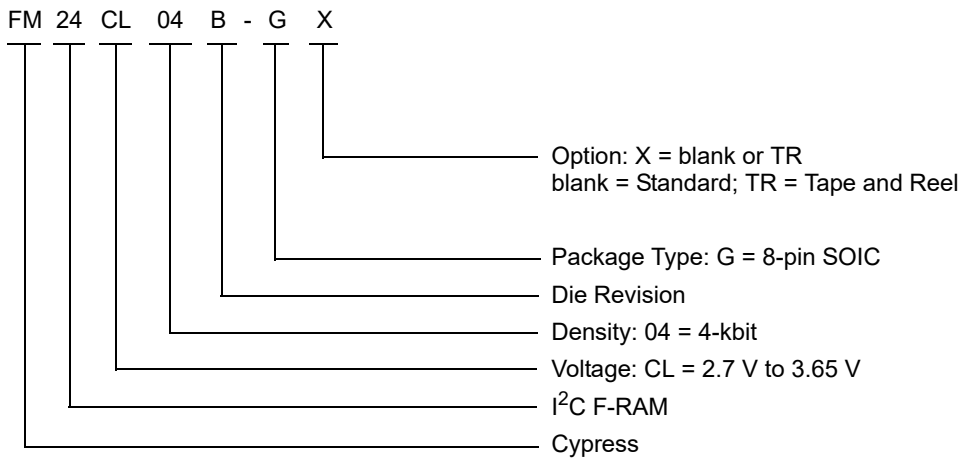 FM 24 CL 04 B - G X
Option: X = blank or TR
blank = Standard; TR = Tape and Reel
Package Type: G = 8-pin SOIC
Die Revision
Density: 04 = 4-kbit
Voltage: CL = 2.7 V to 3.65 V
I²C F-RAM
Cypress